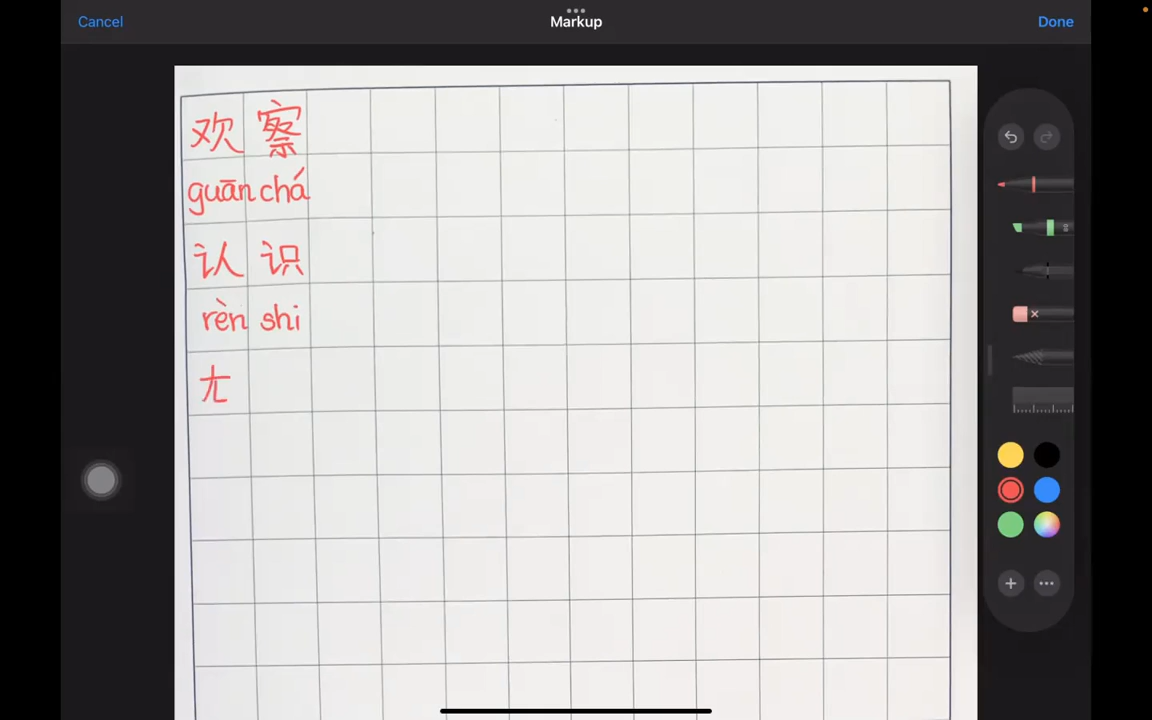 Cancel Markup Done
欢察
guān chá
认识
rèn shi
尢